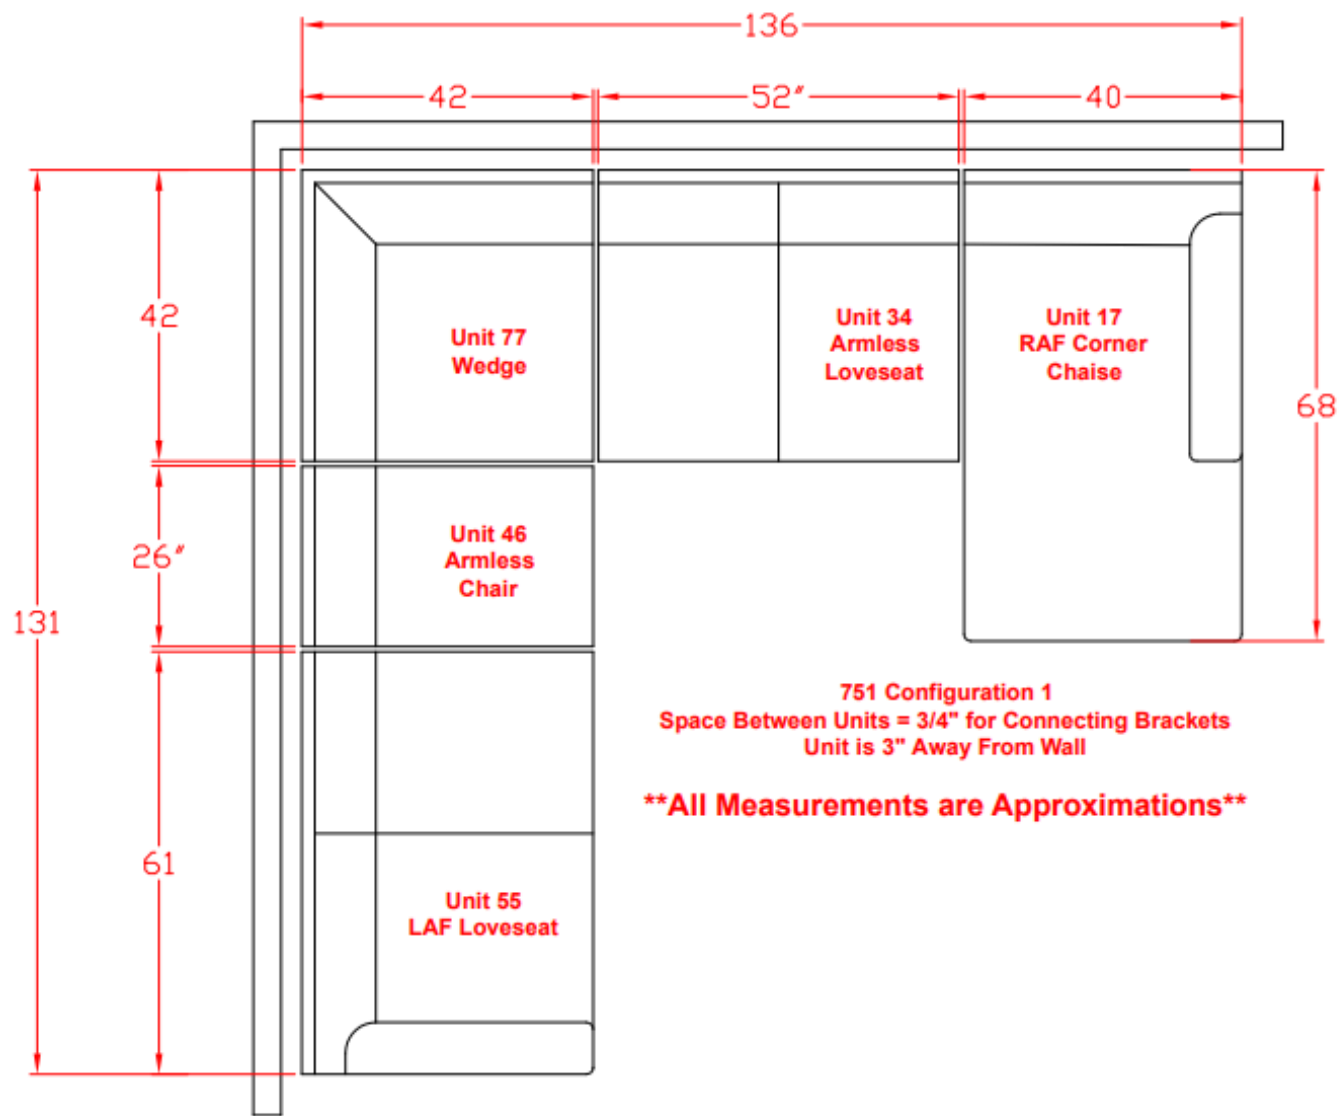 136
42
52"
40
42
26"
61
131
68
Unit 77
Wedge
Unit 34
Armless
Loveseat
Unit 17
RAF Corner
Chaise
Unit 46
Armless
Chair
Unit 55
LAF Loveseat
751 Configuration 1
Space Between Units = 3/4" for Connecting Brackets
Unit is 3" Away From Wall
**All Measurements are Approximations**